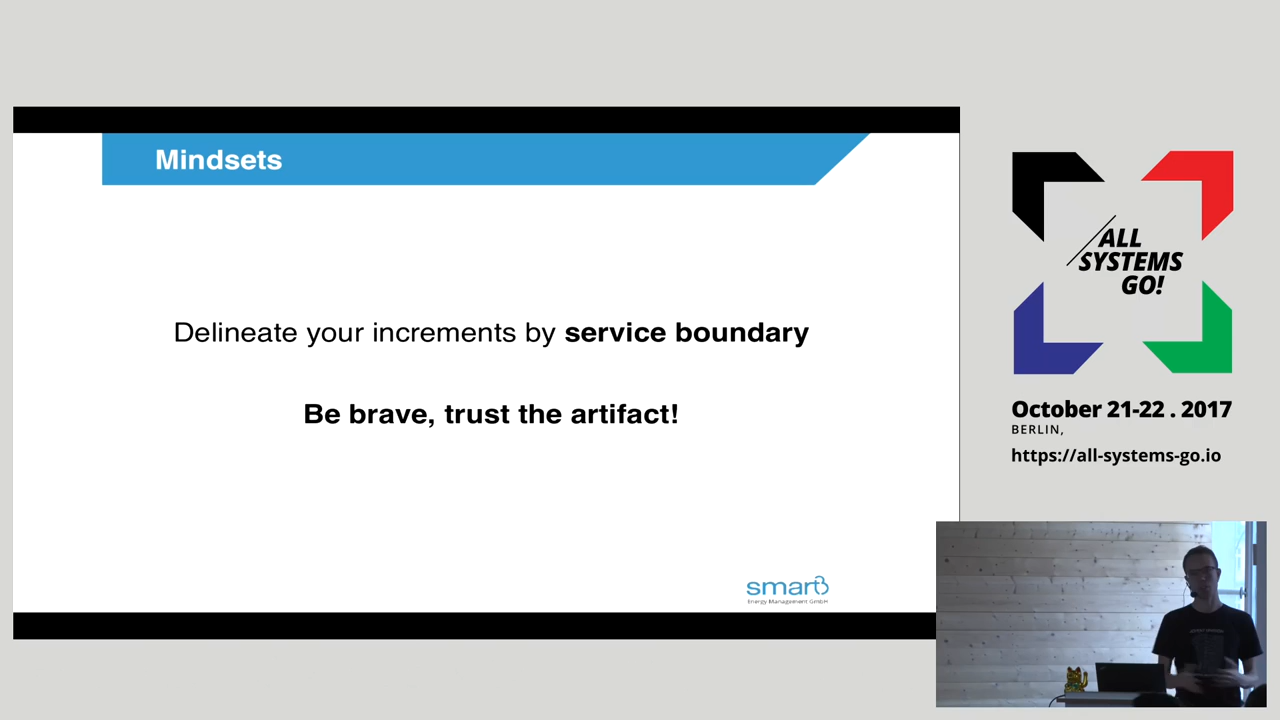 Mindsets
Delineate your increments by service boundary
Be brave, trust the artifact!
smartB
Energy Management GmbH
ALL
SYSTEMS
GO!
October 21-22 . 2017
BERLIN,
https://all-systems-go.io